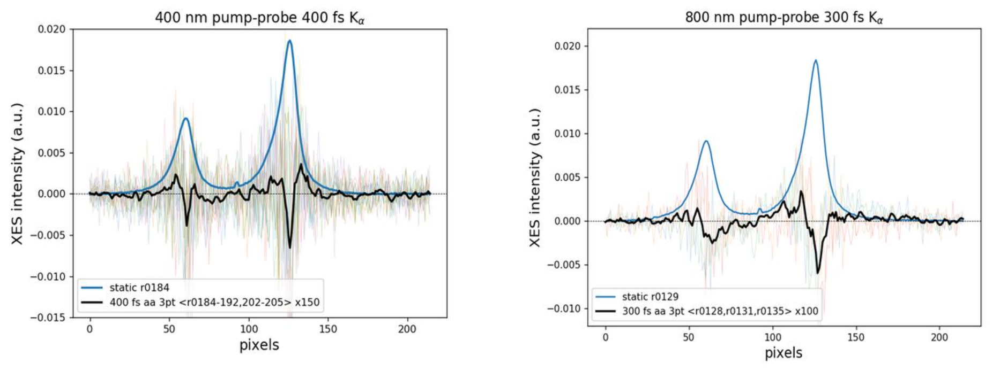 400 nm pump-probe 400 fs Kα
0.020
0.015
0.010
0.005
0.000
−0.005
−0.010
−0.015
XES intensity (a.u.)
static r0184
400 fs aa 3pt <r0184-192,202-205> x150
0 50 100 150 200
pixels
800 nm pump-probe 300 fs Kα
0.020
0.015
0.010
0.005
0.000
−0.005
−0.010
XES intensity (a.u.)
static r0129
300 fs aa 3pt <r0128,r0131,r0135> x100
0 50 100 150 200
pixels